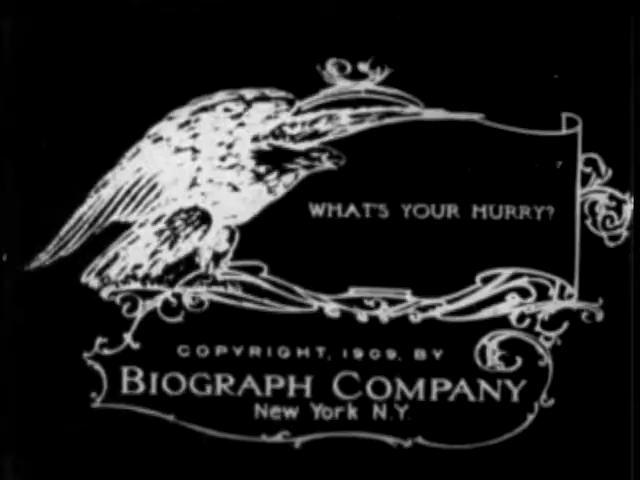 WHAT'S YOUR HURRY?
COPYRIGHT, 1909, BY
BIOGRAPH COMPANY
New York N.Y.